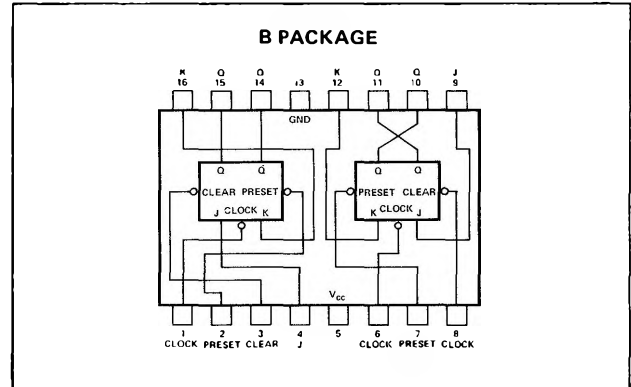 B PACKAGE
K Q Q K Q Q J
16 15 14 13 12 11 10 9
GND
Q Q Q Q
CLEAR PRESET PRESET CLEAR
J CLOCK K K CLOCK J
VCC
1 2 3 4 5 6 7 8
CLOCK PRESET CLEAR J CLOCK PRESET CLOCK